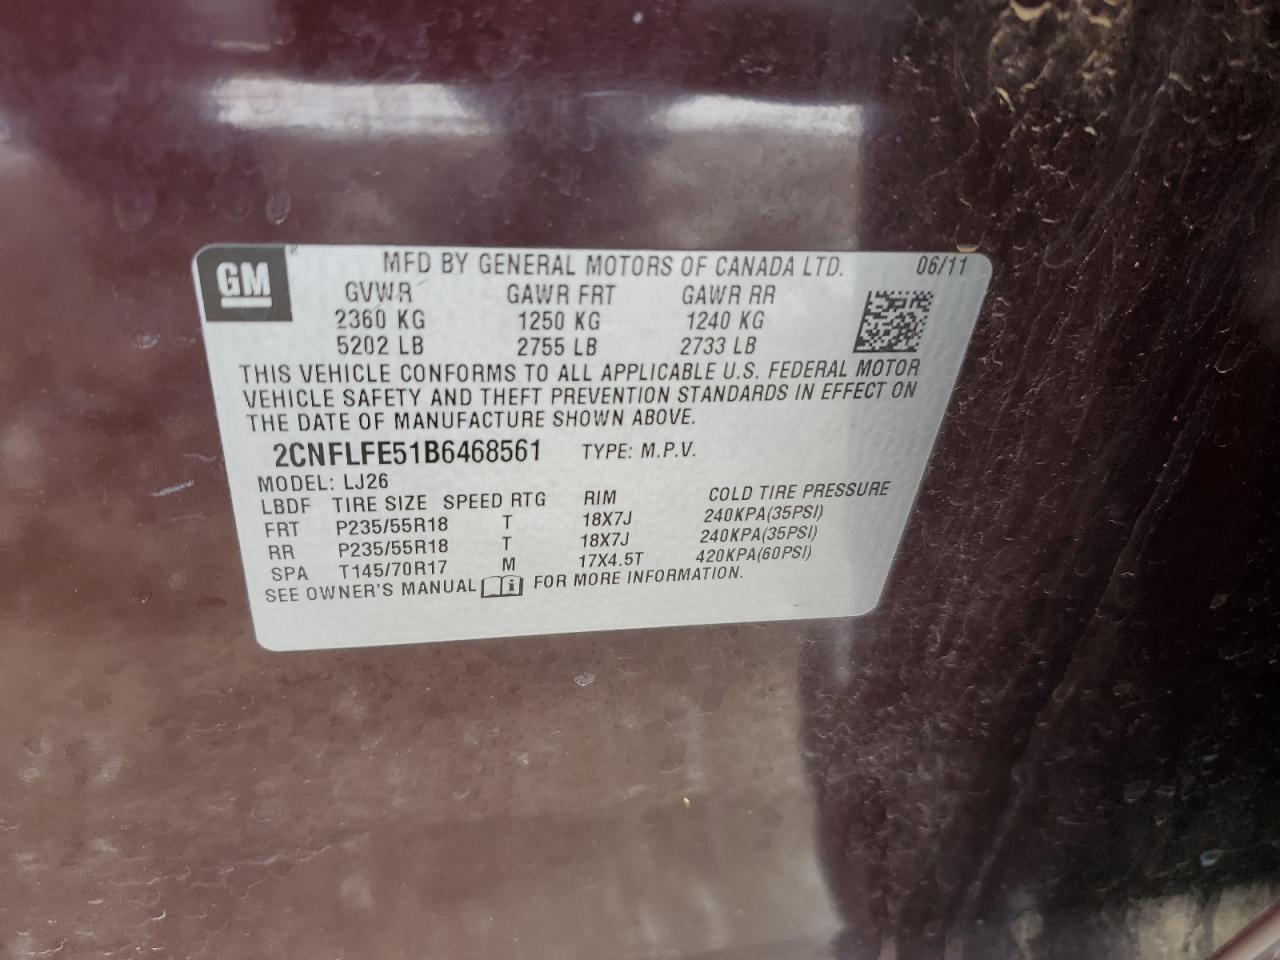 GM
MFD BY GENERAL MOTORS OF CANADA LTD. 06/11
GVWR GAWR FRT GAWR RR
2360 KG 1250 KG 1240 KG
5202 LB 2755 LB 2733 LB
THIS VEHICLE CONFORMS TO ALL APPLICABLE U.S. FEDERAL MOTOR
VEHICLE SAFETY AND THEFT PREVENTION STANDARDS IN EFFECT ON
THE DATE OF MANUFACTURE SHOWN ABOVE.
2CNFLFE51B6468561 TYPE: M.P.V.
MODEL: LJ26
LBDF TIRE SIZE SPEED RTG RIM COLD TIRE PRESSURE
FRT P235/55R18 T 18X7J 240KPA(35PSI)
RR P235/55R18 T 18X7J 240KPA(35PSI)
SPA T145/70R17 M 17X4.5T 420KPA(60PSI)
SEE OWNER'S MANUAL FOR MORE INFORMATION.